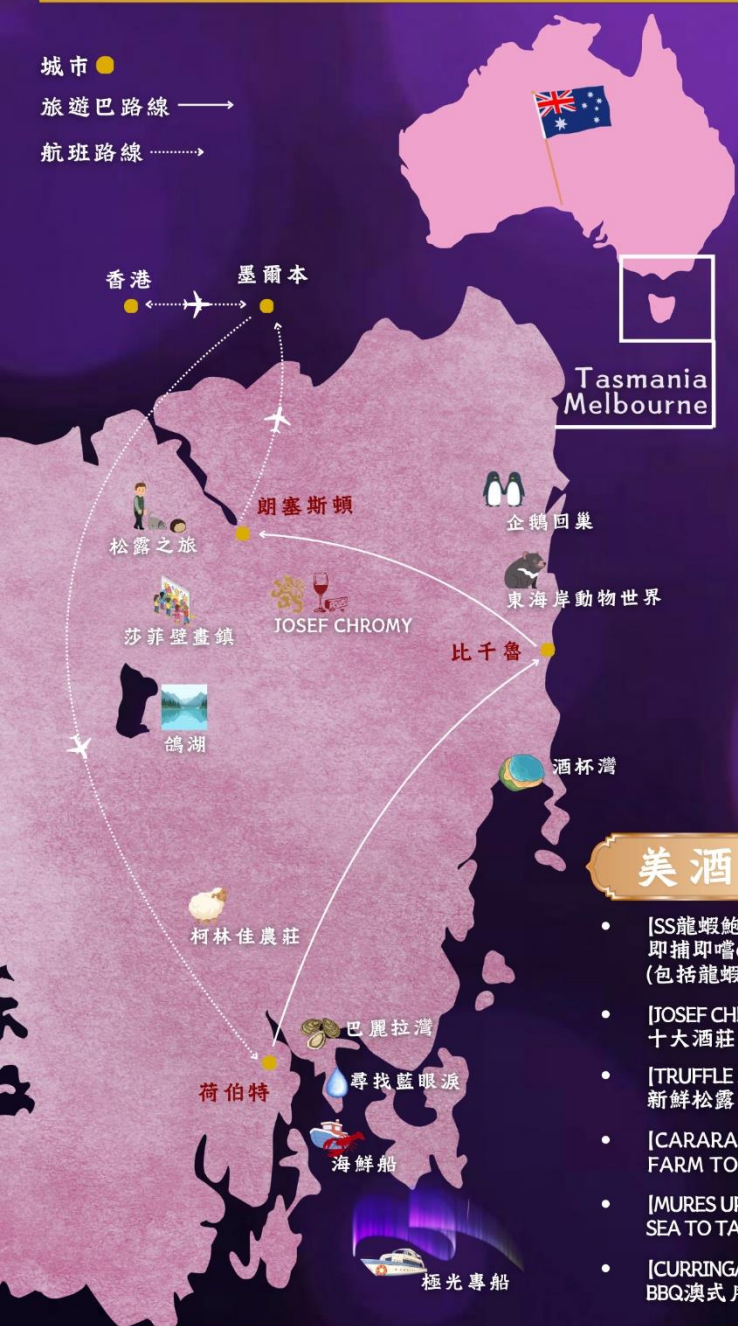 城市
旅遊巴路線
航班路線
香港
墨爾本
Tasmania
Melbourne
朗塞斯頓
企鵝回巢
松露之旅
東海岸動物世界
莎菲壁畫鎮
JOSEF CHROMY
比千魯
鴿湖
酒杯灣
美酒
柯林佳農莊
[SS龍蝦鮑
即捕即嚐
(包括龍蝦
巴麗拉灣
[JOSEF CH
十大酒莊
荷伯特
尋找藍眼淚
[TRUFFLE
新鮮松露
海鮮船
[CARARA
FARM TO
[MURES UP
SEA TO TA
極光專船
[CURRINGA
BBQ澳式